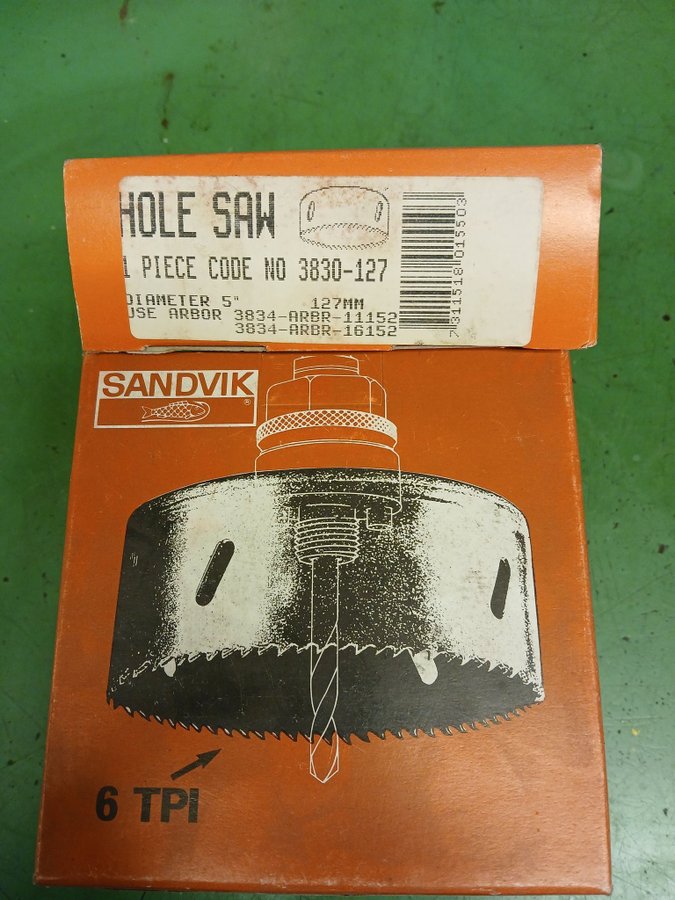 HOLE SAW
1 PIECE CODE NO 3830-127
DIAMETER 5" 127MM
USE ARBOR 3834-ARBR-11152
3834-ARBR-16152
7 311518 015503
SANDVIK
®
6 TPI